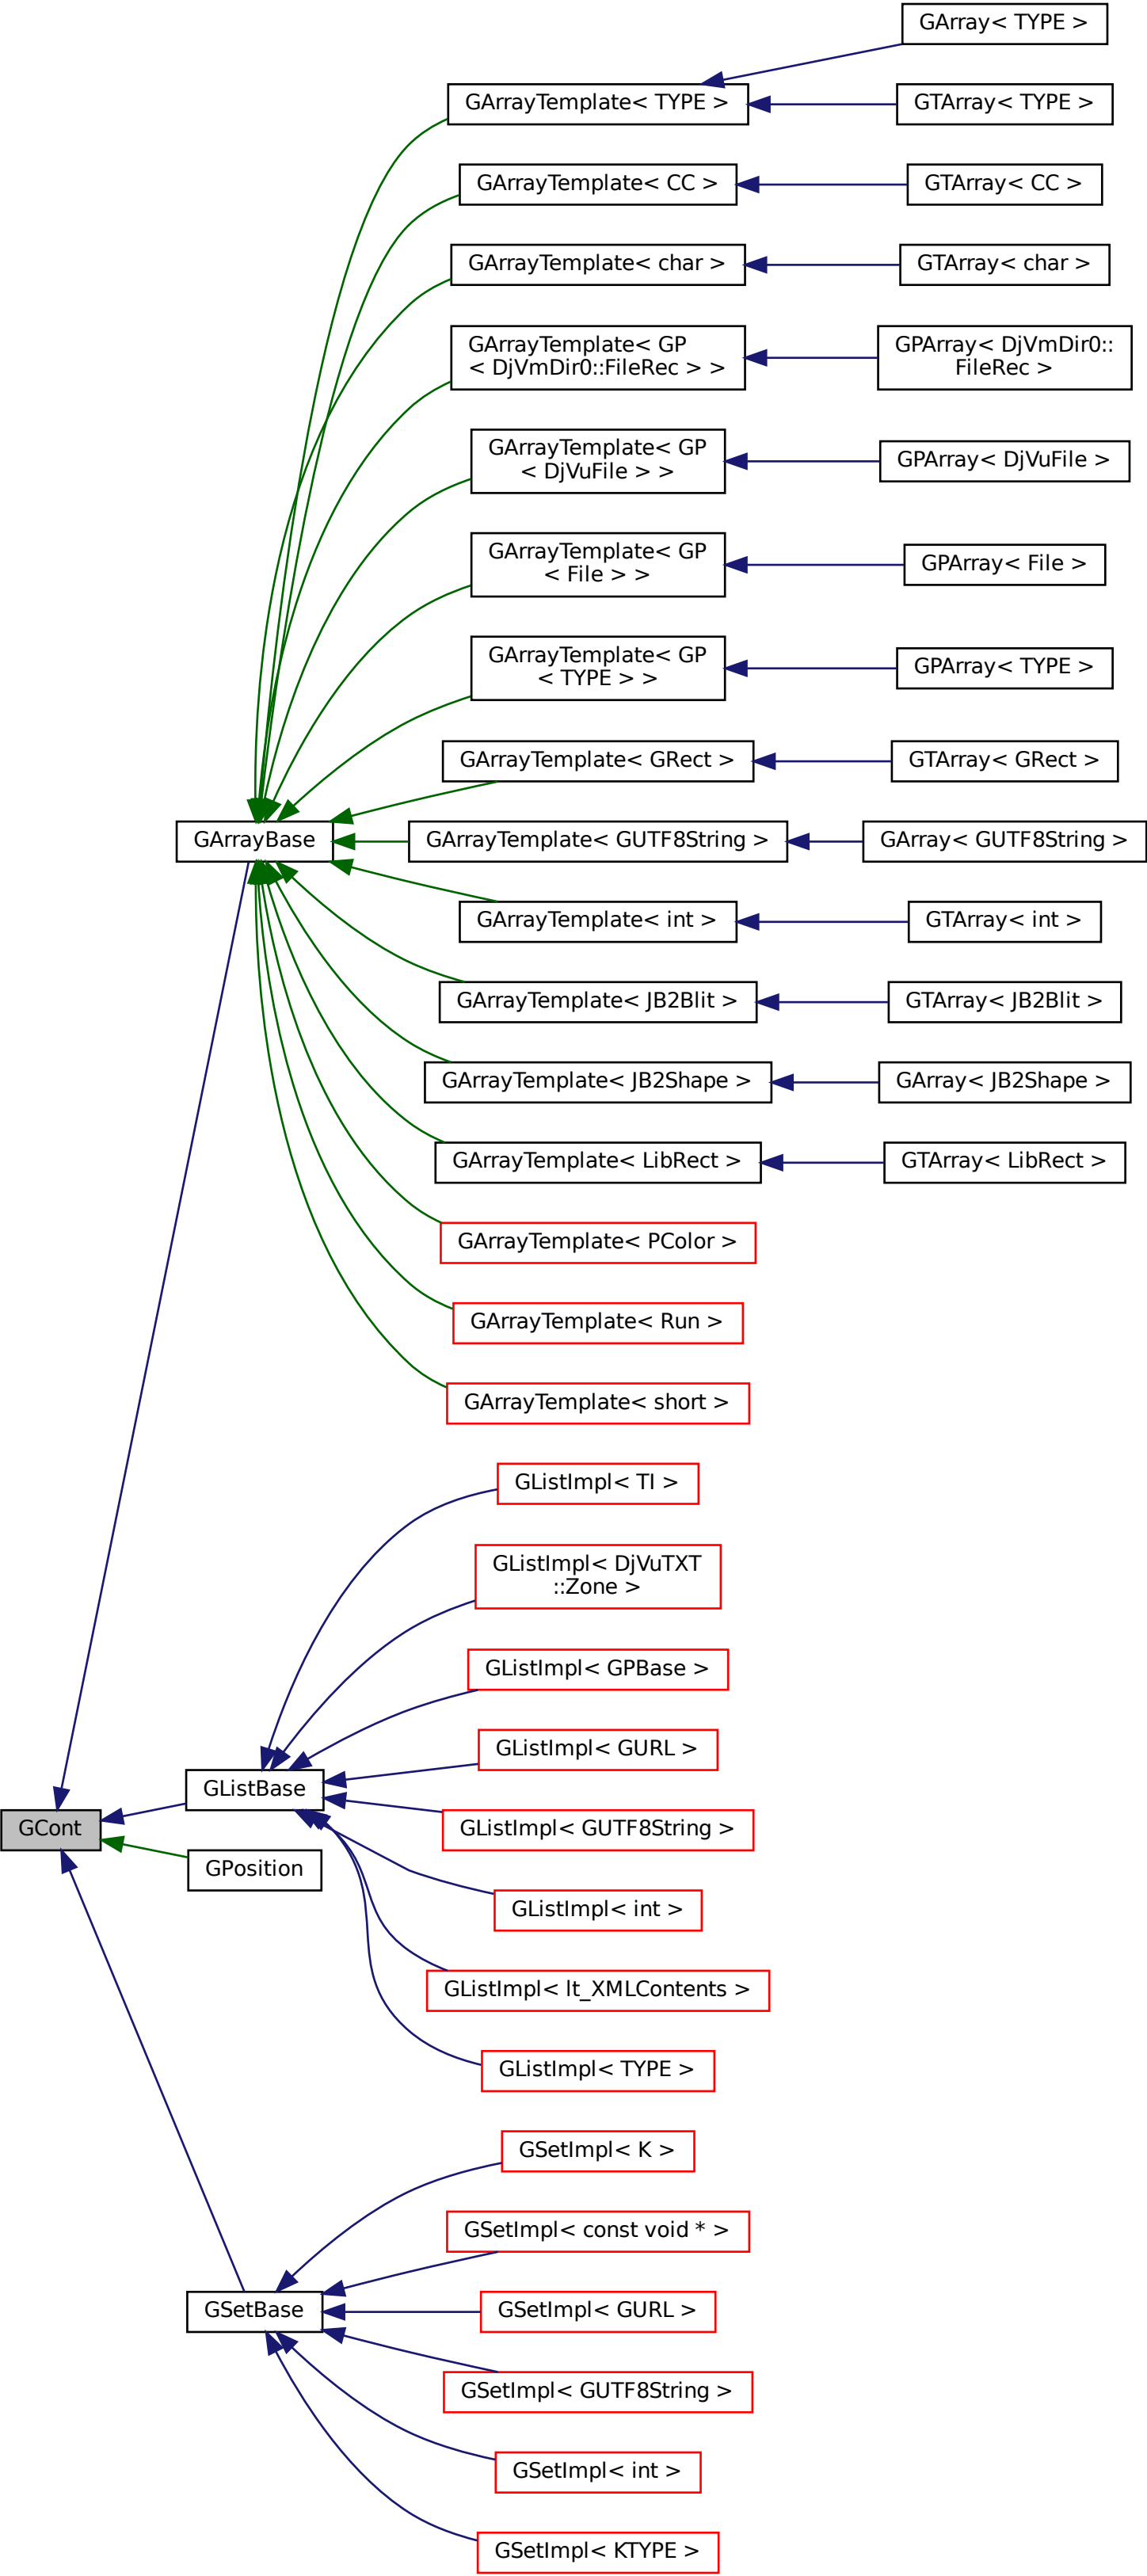 GArray< TYPE >
GArrayTemplate< TYPE >
GTArray< TYPE >
GArrayTemplate< CC >
GTArray< CC >
GArrayTemplate< char >
GTArray< char >
GArrayTemplate< GP
< DjVmDir0::FileRec > >
GPArray< DjVmDir0::
FileRec >
GArrayTemplate< GP
< DjVuFile > >
GPArray< DjVuFile >
GArrayTemplate< GP
< File > >
GPArray< File >
GArrayTemplate< GP
< TYPE > >
GPArray< TYPE >
GArrayTemplate< GRect >
GTArray< GRect >
GArrayBase
GArrayTemplate< GUTF8String >
GArray< GUTF8String >
GArrayTemplate< int >
GTArray< int >
GArrayTemplate< JB2Blit >
GTArray< JB2Blit >
GArrayTemplate< JB2Shape >
GArray< JB2Shape >
GArrayTemplate< LibRect >
GTArray< LibRect >
GArrayTemplate< PColor >
GArrayTemplate< Run >
GArrayTemplate< short >
GListImpl< TI >
GListImpl< DjVuTXT
::Zone >
GListImpl< GPBase >
GListImpl< GURL >
GListBase
GCont
GListImpl< GUTF8String >
GPosition
GListImpl< int >
GListImpl< lt_XMLContents >
GListImpl< TYPE >
GSetImpl< K >
GSetImpl< const void * >
GSetBase
GSetImpl< GURL >
GSetImpl< GUTF8String >
GSetImpl< int >
GSetImpl< KTYPE >